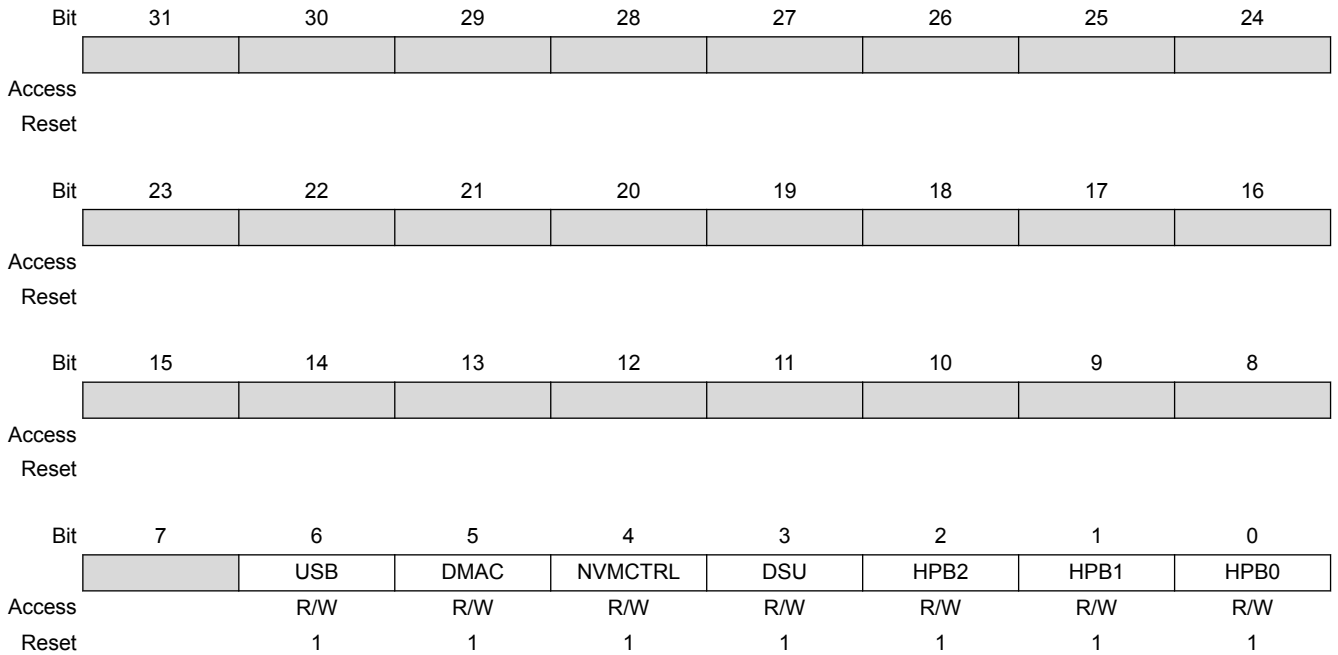 Bit 31 30 29 28 27 26 25 24
Access
Reset
Bit 23 22 21 20 19 18 17 16
Access
Reset
Bit 15 14 13 12 11 10 9 8
Access
Reset
Bit 7 6 5 4 3 2 1 0
USB DMAC NVMCTRL DSU HPB2 HPB1 HPB0
Access R/W R/W R/W R/W R/W R/W R/W
Reset 1 1 1 1 1 1 1